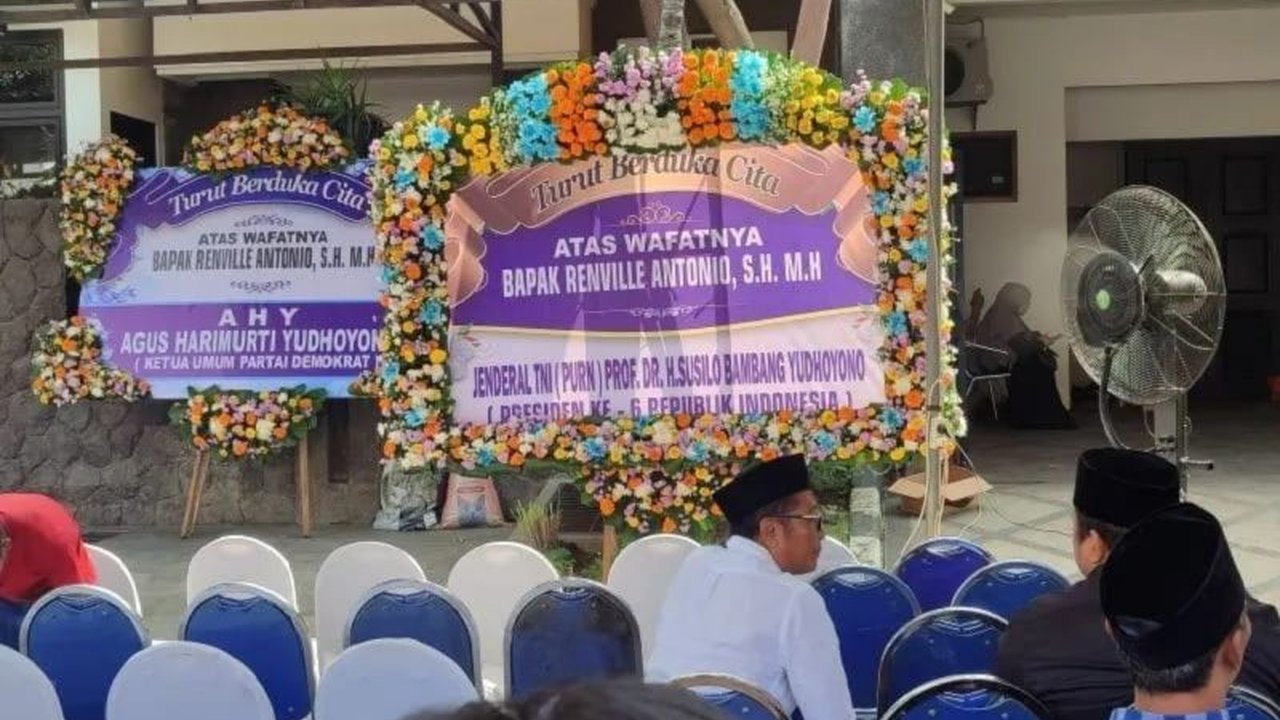 Turut Berduka Cita
ATAS WAFATNYA
BAPAK RENVILLE ANTONIO, S.H. M.H
A H Y
AGUS HARIMURTI YUDHOYON
( KETUA UMUM PARTAI DEMOKRAT
Turut Berduka Cita
ATAS WAFATNYA
BAPAK RENVILLE ANTONIO, S.H. M.H
JENDERAL TNI ( PURN ) PROF. DR. H.SUSILO BAMBANG YUDHOYONO
( PRESIDEN KE - 6 REPUBLIK INDONESIA )